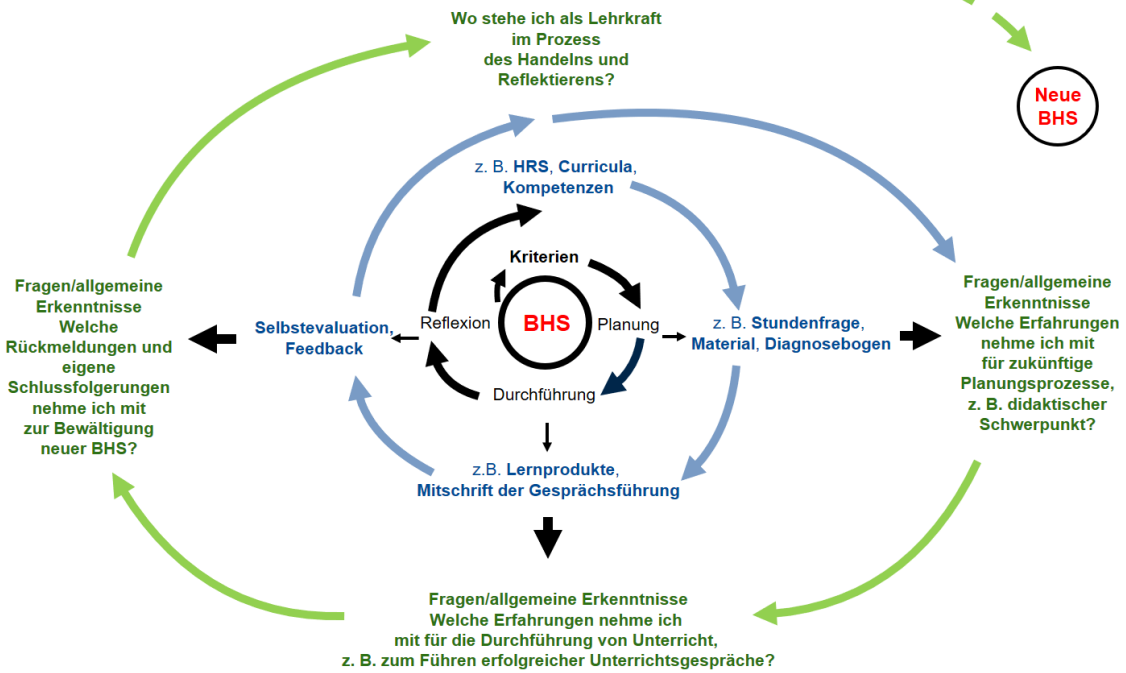 Wo stehe ich als Lehrkraft
im Prozess
des Handelns und
Reflektierens?
Neue
BHS
z. B. HRS, Curricula,
Kompetenzen
Kriterien
Fragen/allgemeine
Erkenntnisse
Welche
Rückmeldungen und
eigene
Schlussfolgerungen
nehme ich mit
zur Bewältigung
neuer BHS?
Selbstevaluation,
Feedback
Reflexion
BHS
Planung
z. B. Stundenfrage,
Material, Diagnosebogen
Fragen/allgemeine
Erkenntnisse
Welche Erfahrungen
nehme ich mit
für zukünftige
Planungsprozesse,
z. B. didaktischer
Schwerpunkt?
Durchführung
z.B. Lernprodukte,
Mitschrift der Gesprächsführung
Fragen/allgemeine Erkenntnisse
Welche Erfahrungen nehme ich
mit für die Durchführung von Unterricht,
z. B. zum Führen erfolgreicher Unterrichtsgespräche?